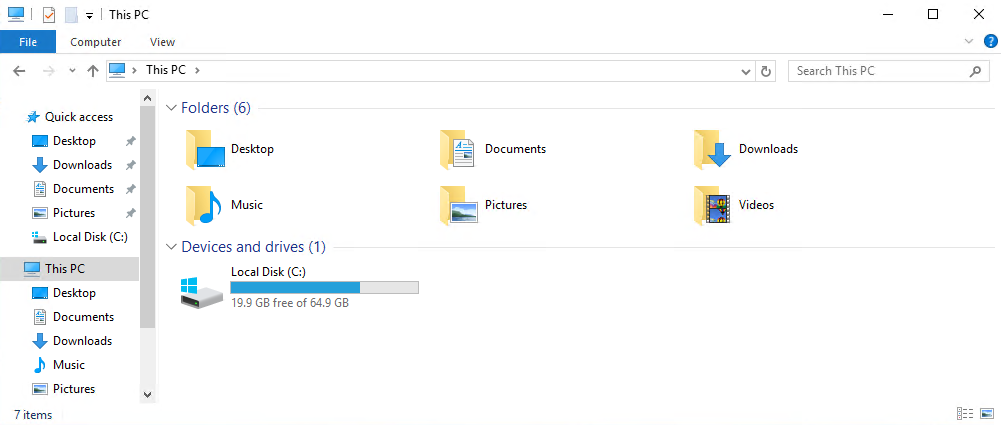 This PC
File Computer View
This PC
Search This PC
Quick access
Desktop
Downloads
Documents
Pictures
Local Disk (C:)
This PC
Desktop
Documents
Downloads
Music
Pictures
Folders (6)
Desktop Documents Downloads
Music Pictures Videos
Devices and drives (1)
Local Disk (C:)
19.9 GB free of 64.9 GB
7 items